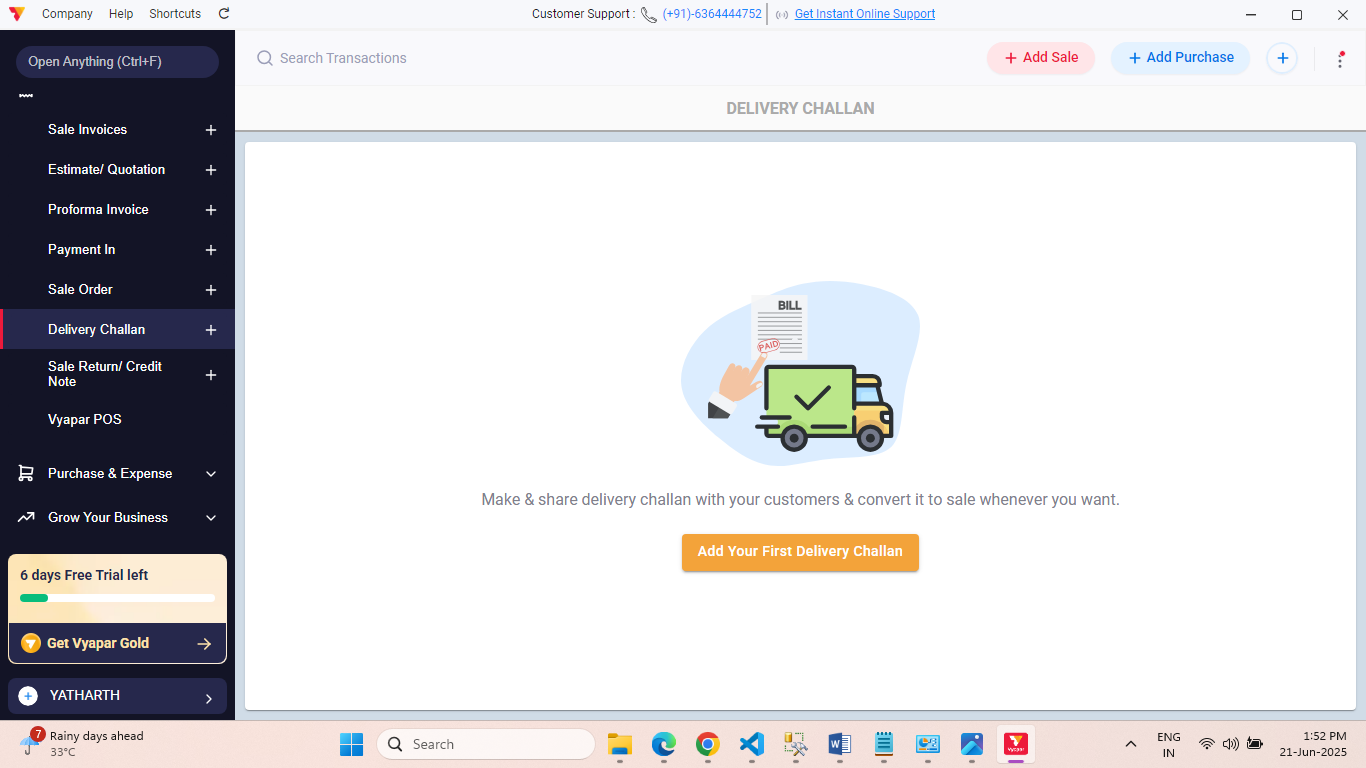 Company Help Shortcuts
Customer Support : (+91)-6364444752 Get Instant Online Support
Open Anything (Ctrl+F)
Search Transactions
Add Sale
Add Purchase
DELIVERY CHALLAN
Sale Invoices
Estimate/ Quotation
Proforma Invoice
Payment In
Sale Order
Delivery Challan
Sale Return/ Credit
Note
Vyapar POS
Purchase & Expense
Grow Your Business
6 days Free Trial left
Get Vyapar Gold
YATHARTH
BILL
PAID
Make & share delivery challan with your customers & convert it to sale whenever you want.
Add Your First Delivery Challan
7
Rainy days ahead
33°C
Search
Vyapar
ENG
IN
1:52 PM
21-Jun-2025